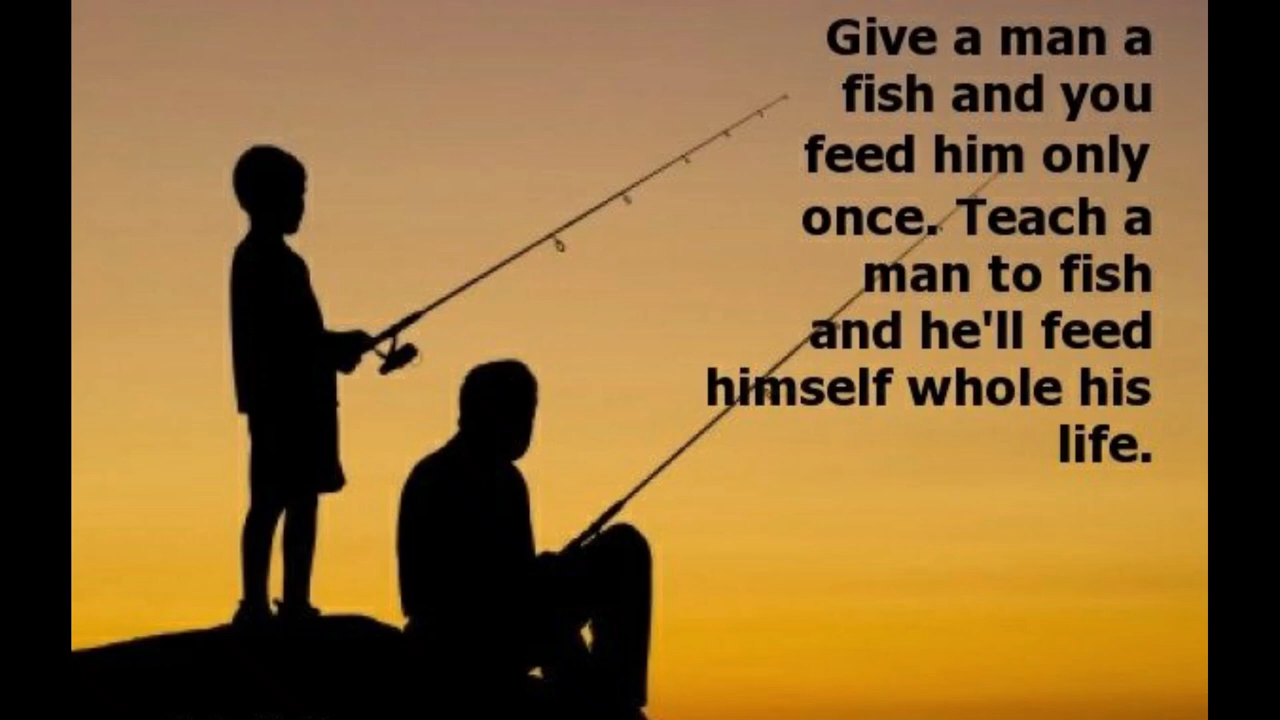 Give a man a
fish and you
feed him only
once. Teach a
man to fish
and he'll feed
himself whole his
life.